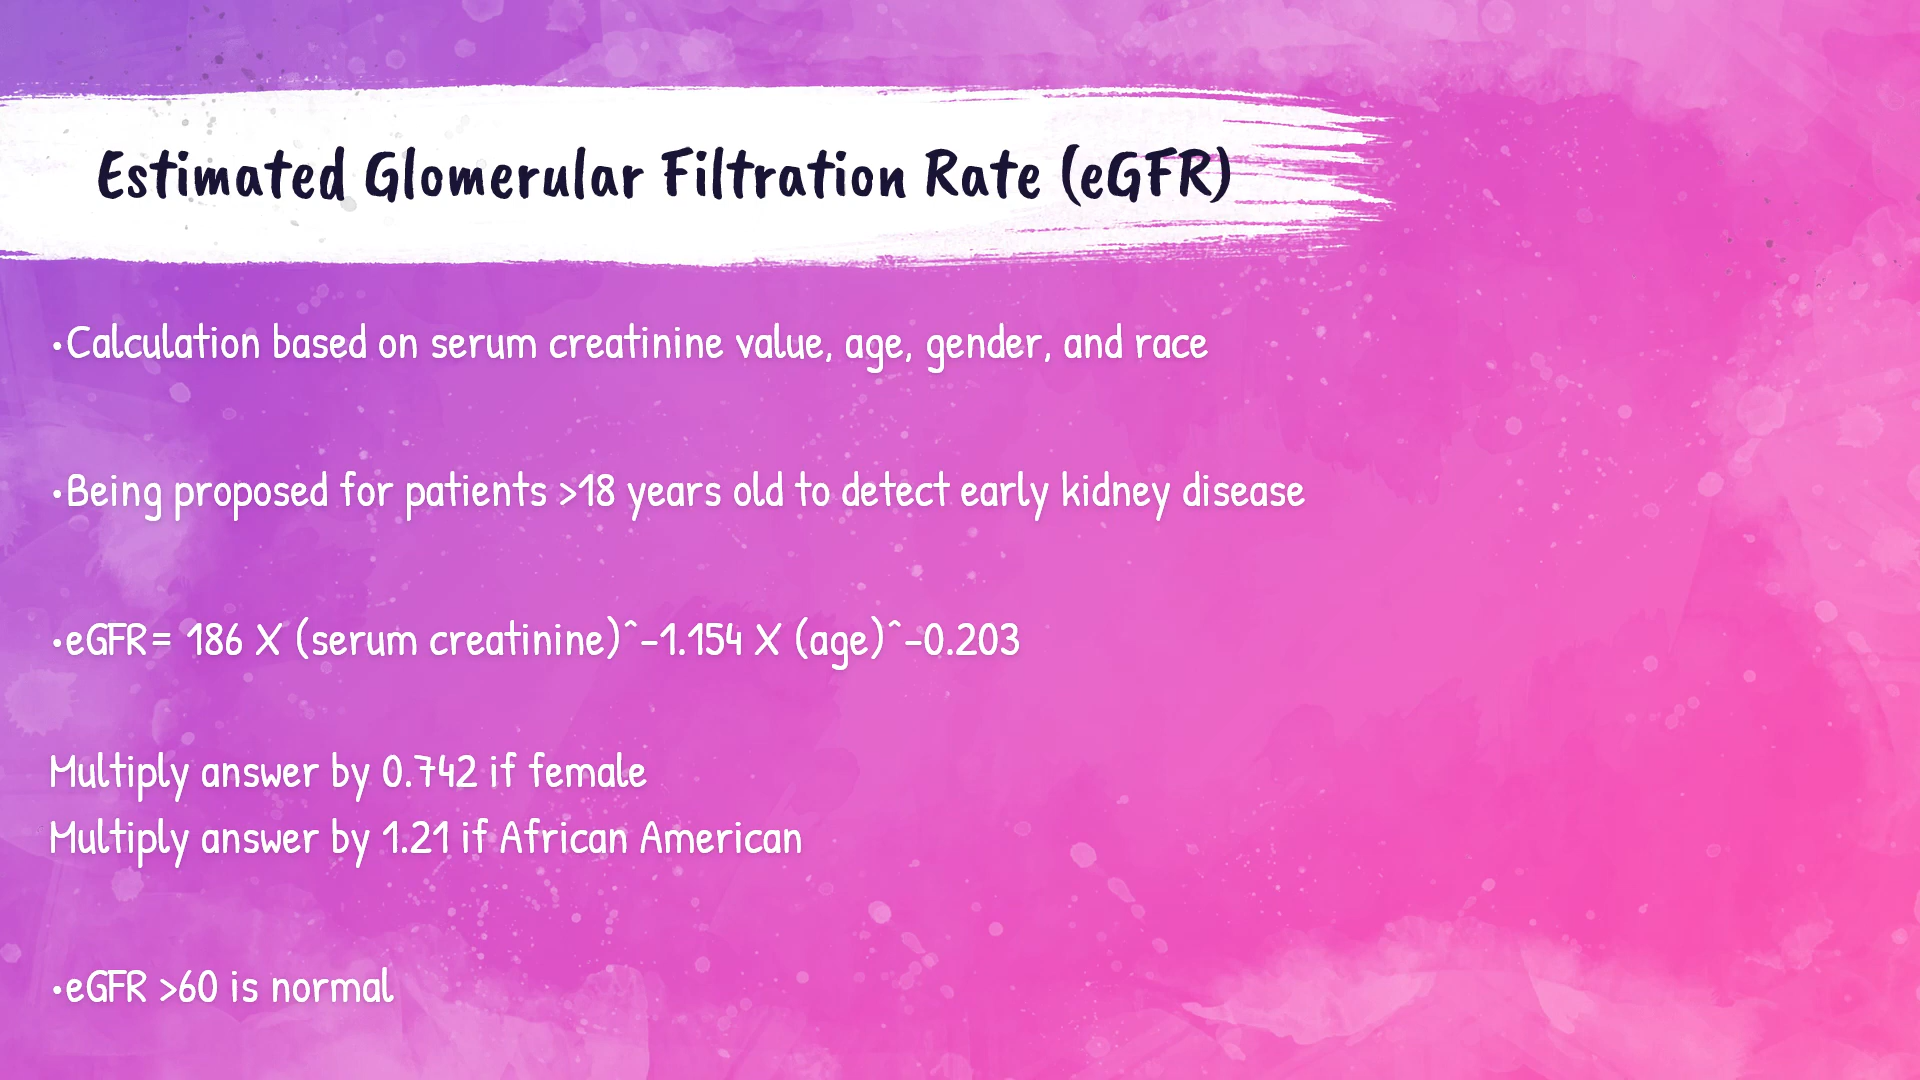 Estimated Glomerular Filtration Rate (eGFR)
•Calculation based on serum creatinine value, age, gender, and race
•Being proposed for patients >18 years old to detect early kidney disease
•eGFR= 186 X (serum creatinine)^-1.154 X (age)^-0.203
Multiply answer by 0.742 if female
Multiply answer by 1.21 if African American
•eGFR >60 is normal